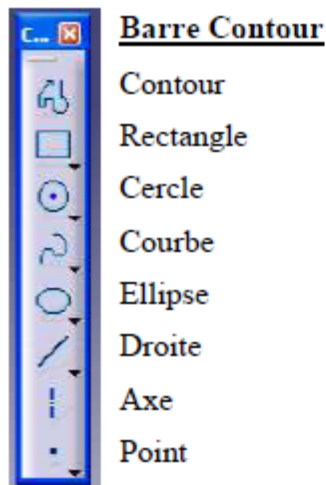 C...
Barre Contour
Contour
Rectangle
Cercle
Courbe
Ellipse
Droite
Axe
Point